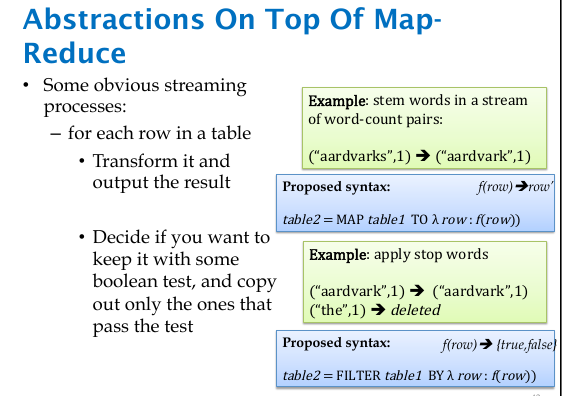 Abstractions On Top Of Map-
Reduce
• Some obvious streaming
processes:
– for each row in a table
• Transform it and
output the result
• Decide if you want to
keep it with some
boolean test, and copy
out only the ones that
pass the test
Example: stem words in a stream
of word-count pairs:
(“aardvarks”,1) ➔ (“aardvark”,1)
Proposed syntax: f(row)➔row’
table2 = MAP table1 TO λ row : f(row))
Example: apply stop words
(“aardvark”,1) ➔ (“aardvark”,1)
(“the”,1) ➔ deleted
Proposed syntax: f(row)➔ {true,false}
table2 = FILTER table1 BY λ row : f(row))